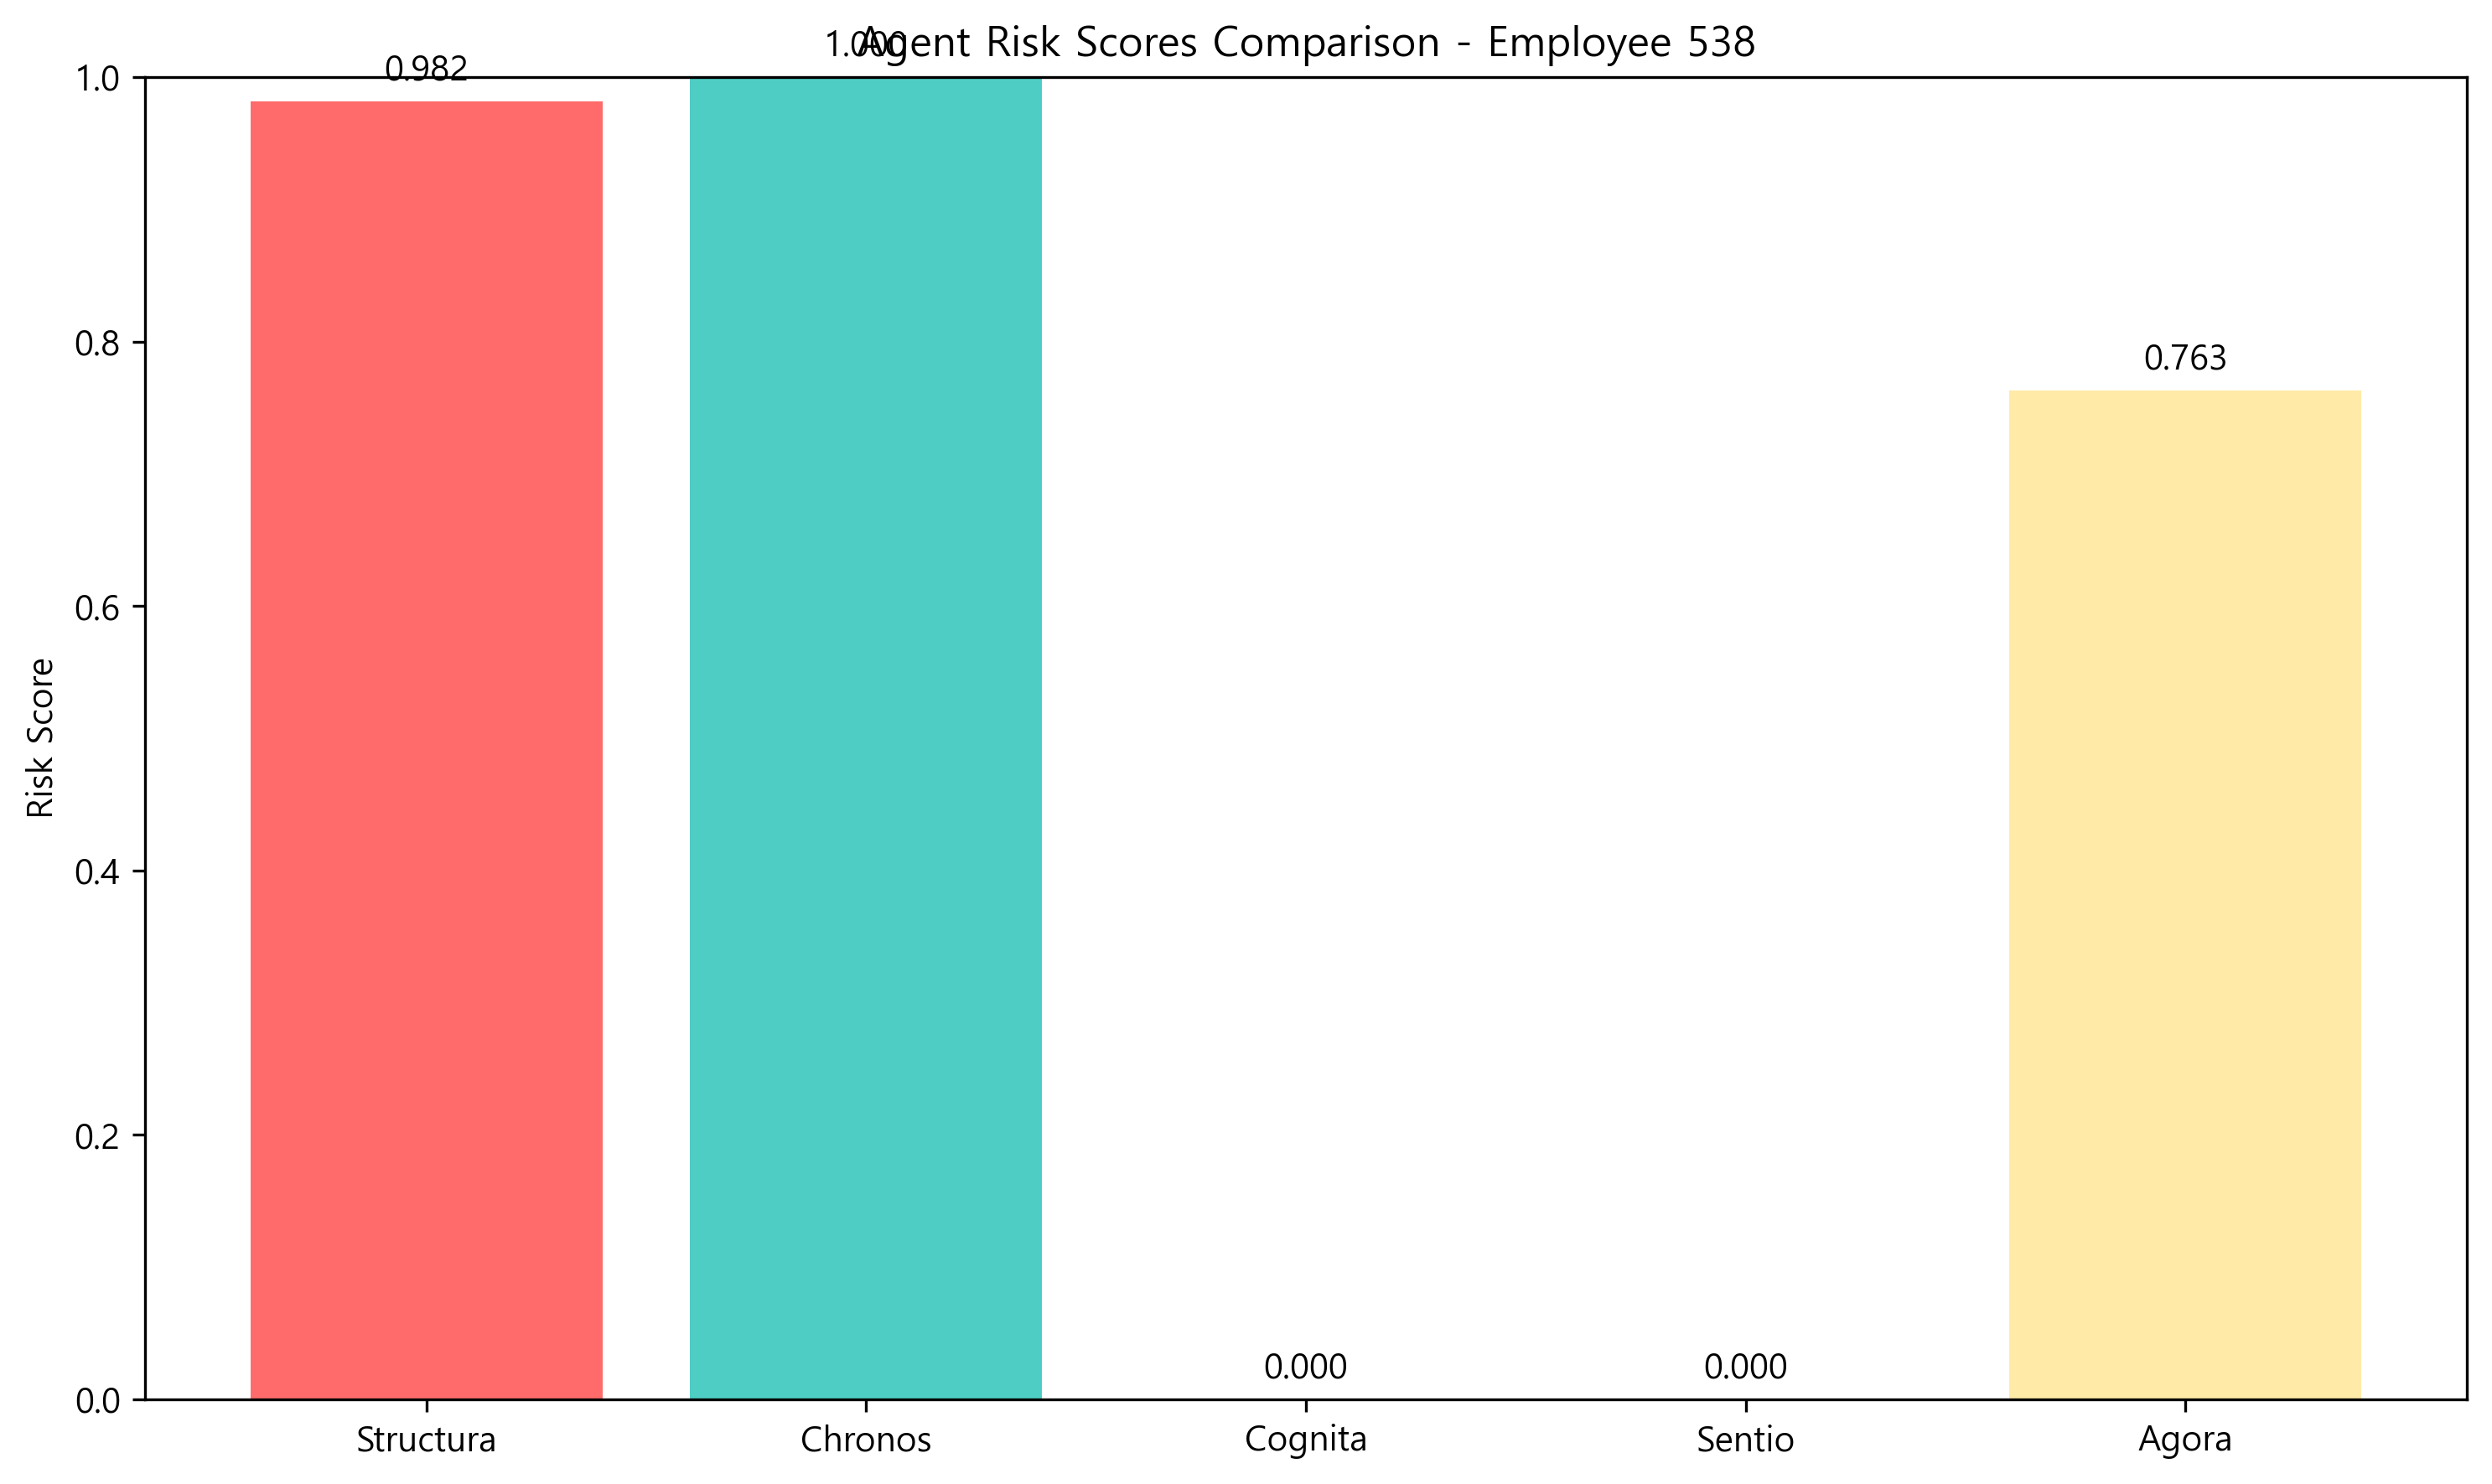 Agent Risk Scores Comparison - Employee 538
1.000
0.982
1.0
0.8
0.763
0.6
Risk Score
0.4
0.2
0.000
0.000
0.0
Structura
Chronos
Cognita
Sentio
Agora